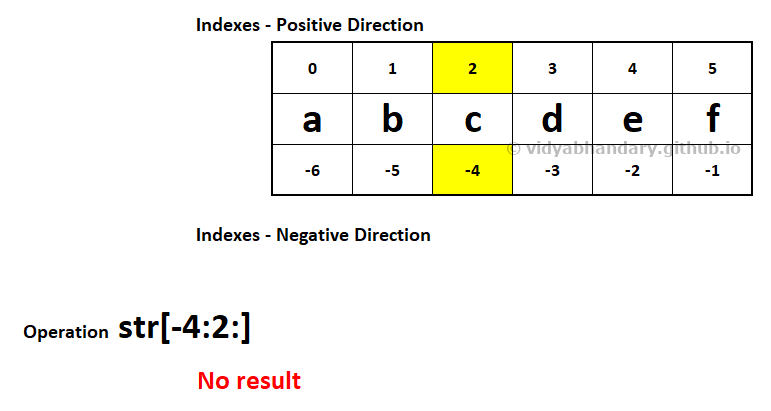 Indexes - Positive Direction
0 1 2 3 4 5
a b c d e f
© vidyabhandary.github.io
-6 -5 -4 -3 -2 -1
Indexes - Negative Direction
Operation str[-4:2:]
No result